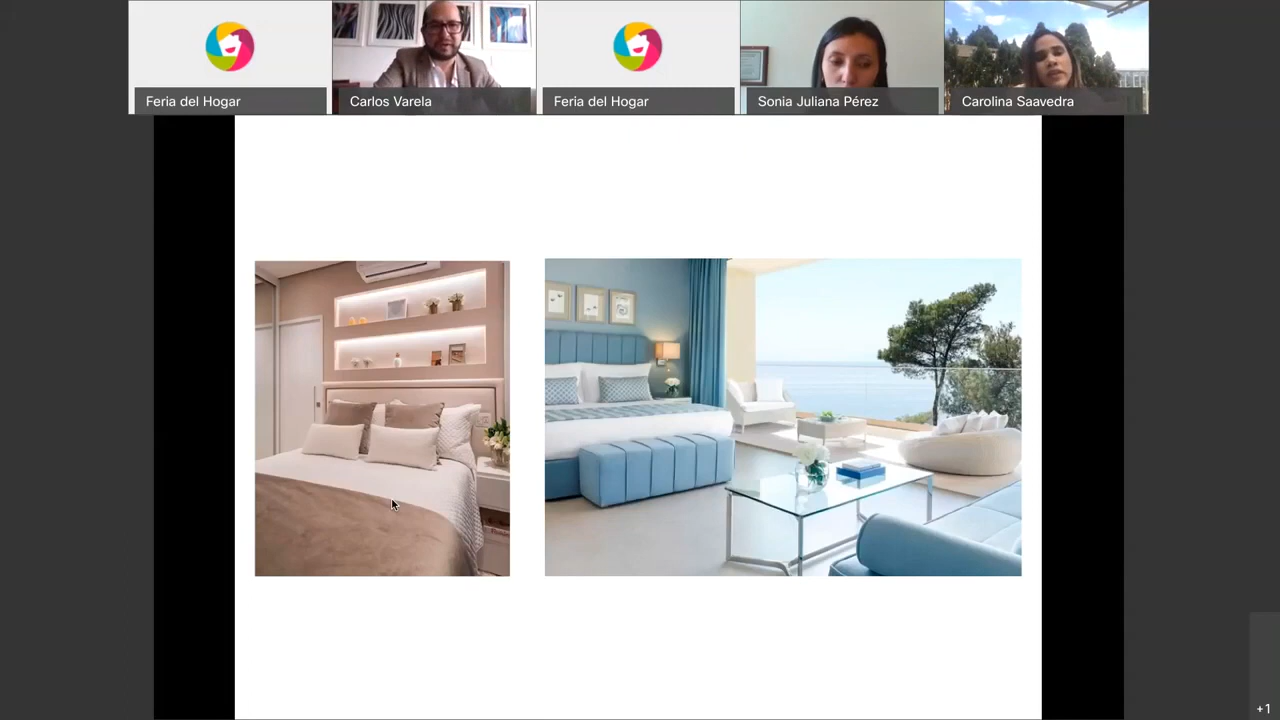 Feria del Hogar
Carlos Varela
Feria del Hogar
Sonia Juliana Pérez
Carolina Saavedra
+1